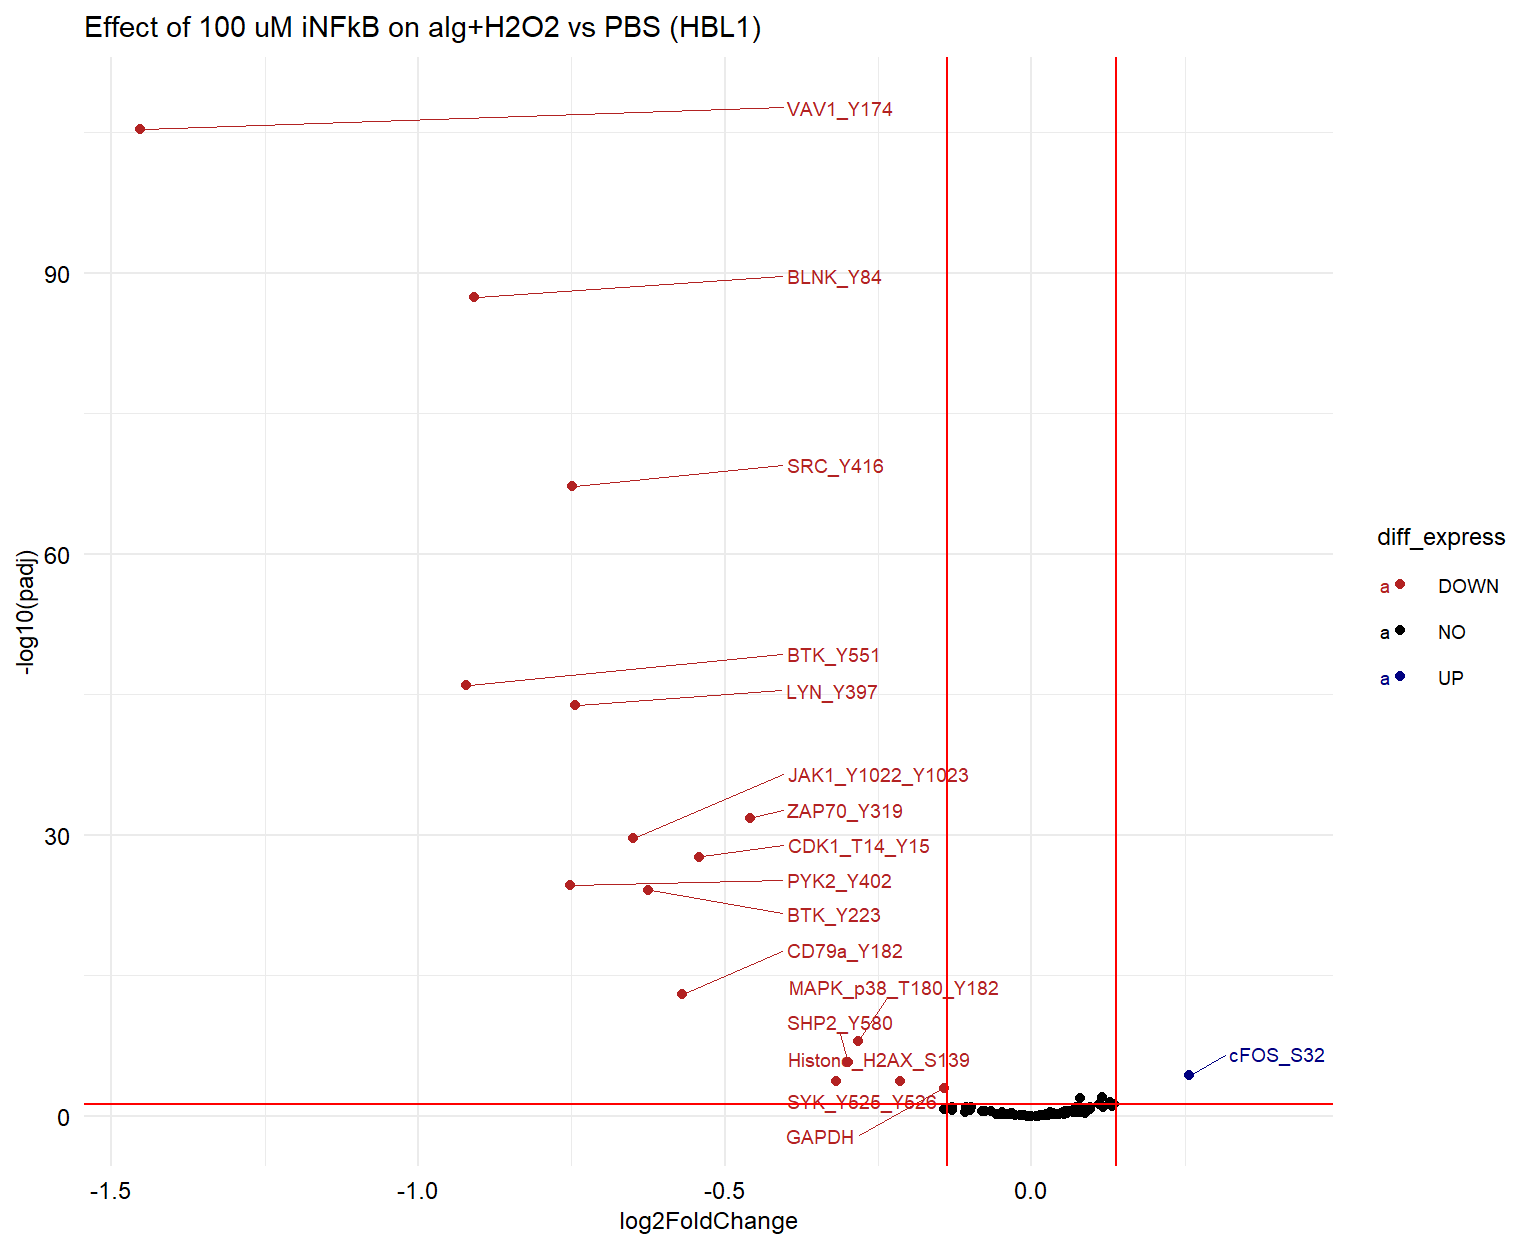 Effect of 100 uM iNFkB on alg+H2O2 vs PBS (HBL1)
VAV1_Y174
BLNK_Y84
SRC_Y416
BTK_Y551
LYN_Y397
JAK1_Y1022_Y1023
ZAP70_Y319
CDK1_T14_Y15
PYK2_Y402
BTK_Y223
CD79a_Y182
MAPK_p38_T180_Y182
SHP2_Y580
Histone_H2AX_S139
cFOS_S32
SYK_Y525_Y526
GAPDH
90
60
30
0
-log10(padj)
-1.5
-1.0
-0.5
0.0
log2FoldChange
diff_express
a DOWN
a NO
a UP